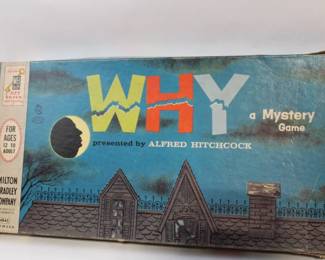 WHY
a Mystery
Game
presented by ALFRED HITCHCOCK
FOR
AGES
12 TO
ADULT
MILTON
BRADLEY
COMPANY